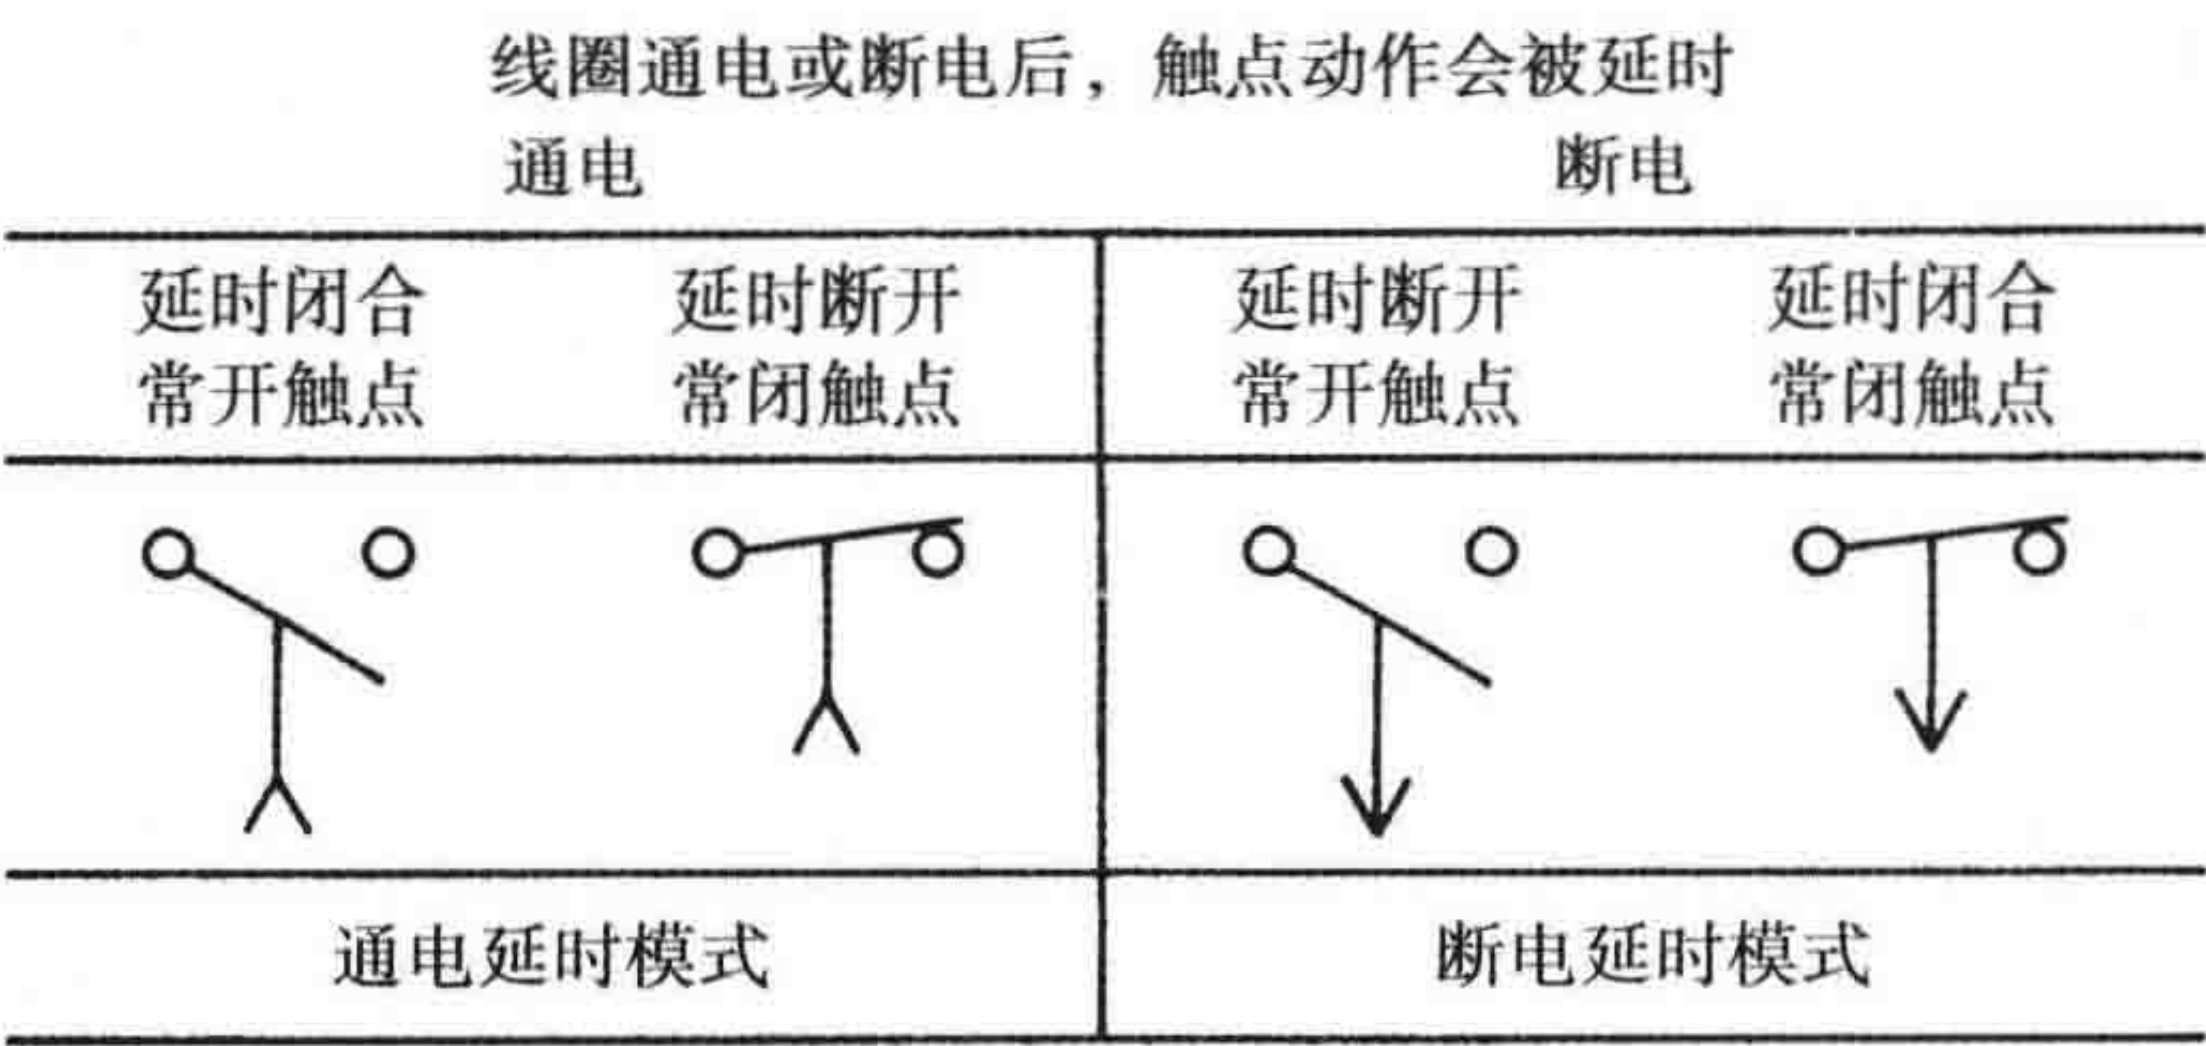 线圈通电或断电后，触点动作会被延时
通电 断电
延时闭合 延时断开 延时断开 延时闭合
常开触点 常闭触点 常开触点 常闭触点
通电延时模式 断电延时模式